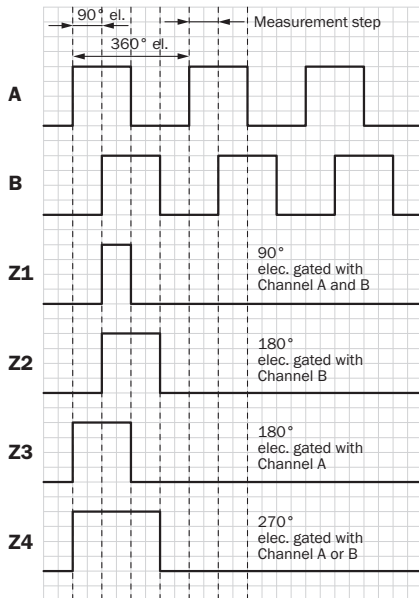 90° el.
Measurement step
360° el.
A
B
Z1
90°
elec. gated with
Channel A and B
Z2
180°
elec. gated with
Channel B
Z3
180°
elec. gated with
Channel A
Z4
270°
elec. gated with
Channel A or B